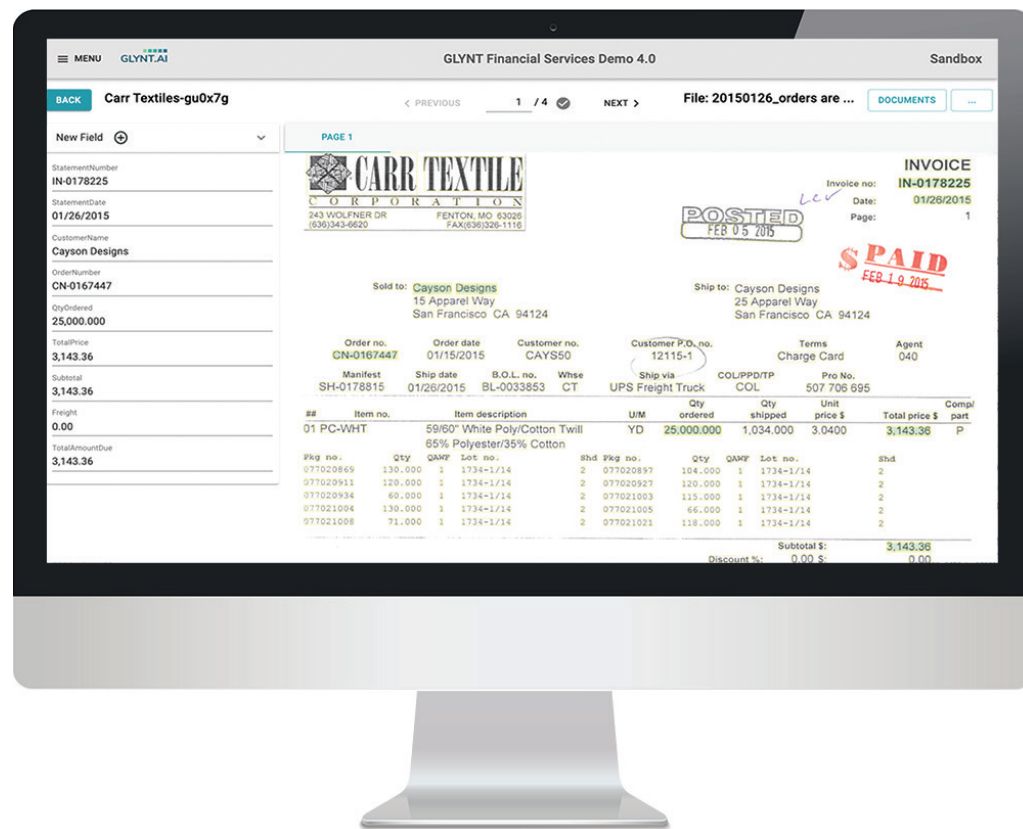 MENU GLYNT.AI GLYNT Financial Services Demo 4.0 Sandbox
BACK Carr Textiles-gu0x7g < PREVIOUS 1 / 4 NEXT > File: 20150126_orders are ... DOCUMENTS ...
New Field
StatementNumber
IN-0178225
StatementDate
01/26/2015
CustomerName
Cayson Designs
OrderNumber
CN-0167447
QtyOrdered
25,000.000
TotalPrice
3,143.36
Subtotal
3,143.36
Freight
0.00
TotalAmountDue
3,143.36
PAGE 1
CARR TEXTILE
CORPORATION
243 WOLFNER DR FENTON, MO 63026
(636)343-6620 FAX(636)326-1116
POSTED
FEB 05 2015
INVOICE
Invoice no: IN-0178225
Date: 01/26/2015
Page: 1
$ PAID
FEB 19 2015
Sold to: Cayson Designs
15 Apparel Way
San Francisco CA 94124
Ship to: Cayson Designs
25 Apparel Way
San Francisco CA 94124
Order no. Order date Customer no. Customer P.O. no. Terms Agent
CN-0167447 01/15/2015 CAYS50 12115-1 Charge Card 040
Manifest Ship date B.O.L. no. Whse Ship via COL/PPD/TP Pro No.
SH-0178815 01/26/2015 BL-0033853 CT UPS Freight Truck COL 507 706 695
Qty Qty Unit Comp/
## Item no. Item description U/M ordered shipped price $ Total price $ part
01 PC-WHT 59/60" White Poly/Cotton Twill YD 25,000.000 1,034.000 3.0400 3,143.36 P
65% Polyester/35% Cotton
Pkg no. Qty QAWF Lot no. Shd Pkg no. Qty QAWF Lot no. Shd
077020869 130.000 1 1734-1/14 2 077020897 104.000 1 1734-1/14 2
077020911 120.000 1 1734-1/14 2 077020927 120.000 1 1734-1/14 2
077020934 60.000 1 1734-1/14 2 077021003 115.000 1 1734-1/14 2
077021004 130.000 1 1734-1/14 2 077021005 66.000 1 1734-1/14 2
077021008 71.000 1 1734-1/14 2 077021021 118.000 1 1734-1/14 2
Subtotal $: 3,143.36
Discount %: 0.00 $: 0.00